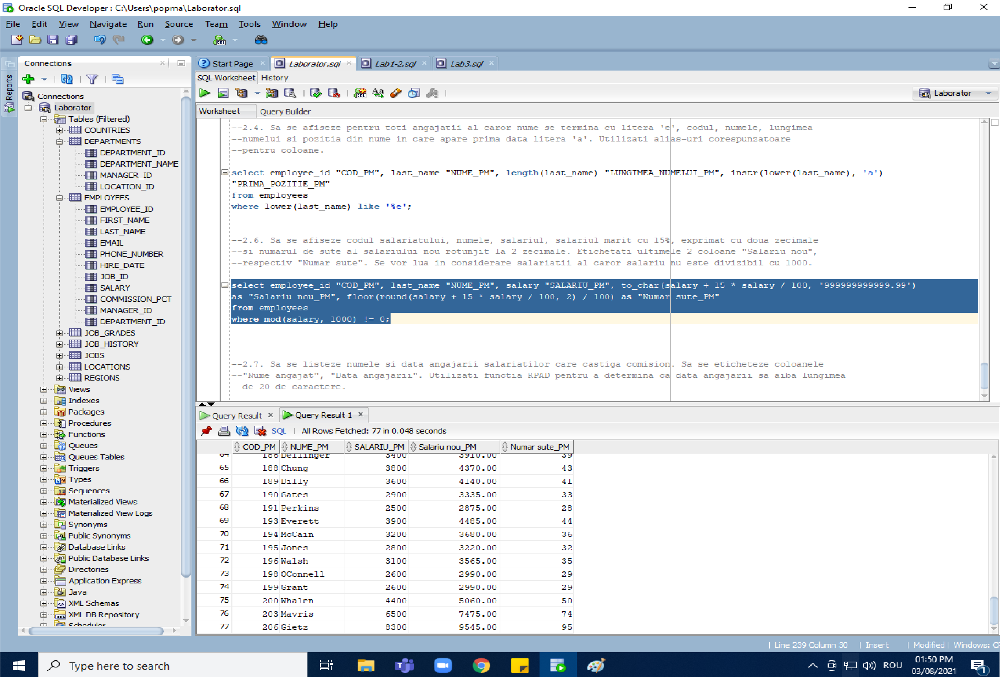 Oracle SQL Developer : C:\Users\popma\Laborator.sql
File Edit View Navigate Run Source Team Tools Window Help
Reports
Connections
Start Page
Laborator.sql
Lab1-2.sql
Lab3.sql
SQL Worksheet History
Laborator
Worksheet Query Builder
Connections
Laborator
Tables (Filtered)
COUNTRIES
DEPARTMENTS
DEPARTMENT_ID
DEPARTMENT_NAME
MANAGER_ID
LOCATION_ID
EMPLOYEES
EMPLOYEE_ID
FIRST_NAME
LAST_NAME
EMAIL
PHONE_NUMBER
HIRE_DATE
JOB_ID
SALARY
COMMISSION_PCT
MANAGER_ID
DEPARTMENT_ID
JOB_GRADES
JOB_HISTORY
JOBS
LOCATIONS
REGIONS
Views
Indexes
Packages
Procedures
Functions
Queues
Queues Tables
Triggers
Types
Sequences
Materialized Views
Materialized View Logs
Synonyms
Public Synonyms
Database Links
Public Database Links
Directories
Application Express
Java
XML Schemas
XML DB Repository
Scheduler
--2.4. Sa se afiseze pentru toti angajatii al caror nume se termina cu litera 'e', codul, numele, lungimea
--numelui si pozitia din nume in care apare prima data litera 'a'. Utilizati alias-uri corespunzatoare
--pentru coloane.
select employee_id "COD_PM", last_name "NUME_PM", length(last_name) "LUNGIMEA_NUMELUI_PM", instr(lower(last_name), 'a')
"PRIMA_POZITIE_PM"
from employees
where lower(last_name) like '%e';
--2.6. Sa se afiseze codul salariatului, numele, salariul, salariul marit cu 15%, exprimat cu doua zecimale
--si numarul de sute al salariului nou rotunjit la 2 zecimale. Etichetati ultimele 2 coloane "Salariu nou",
--respectiv "Numar sute". Se vor lua in considerare salariatii al caror salariu nu este divizibil cu 1000.
select employee_id "COD_PM", last_name "NUME_PM", salary "SALARIU_PM", to_char(salary + 15 * salary / 100, '999999999999.99')
as "Salariu nou_PM", floor(round(salary + 15 * salary / 100, 2) / 100) as "Numar sute_PM"
from employees
where mod(salary, 1000) != 0;
--2.7. Sa se listeze numele si data angajarii salariatilor care castiga comision. Sa se eticheteze coloanele
--"Nume angajat", "Data angajarii". Utilizati functia RPAD pentru a determina ca data angajarii sa aiba lungimea
--de 20 de caractere.
Query Result Query Result 1
SQL | All Rows Fetched: 77 in 0.048 seconds
COD_PM NUME_PM SALARIU_PM Salariu nou_PM Numar sute_PM
64 186 Dellinger 3400 3910.00 39
65 188 Chung 3800 4370.00 43
66 189 Dilly 3600 4140.00 41
67 190 Gates 2900 3335.00 33
68 191 Perkins 2500 2875.00 28
69 193 Everett 3900 4485.00 44
70 194 McCain 3200 3680.00 36
71 195 Jones 2800 3220.00 32
72 196 Walsh 3100 3565.00 35
73 198 OConnell 2600 2990.00 29
74 199 Grant 2600 2990.00 29
75 200 Whalen 4400 5060.00 50
76 203 Mavris 6500 7475.00 74
77 206 Gietz 8300 9545.00 95
| Line 239 Column 30 | Insert | Modified | Windows: C
Type here to search
ROU
01:50 PM
03/08/2021
1